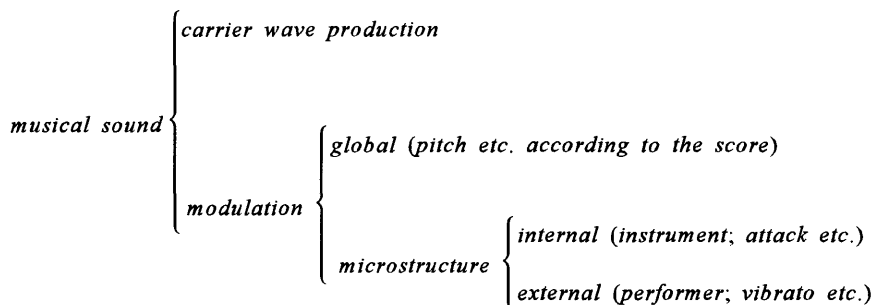 carrier wave production
musical sound
global (pitch etc. according to the score)
modulation
internal (instrument; attack etc.)
microstructure
external (performer; vibrato etc.)